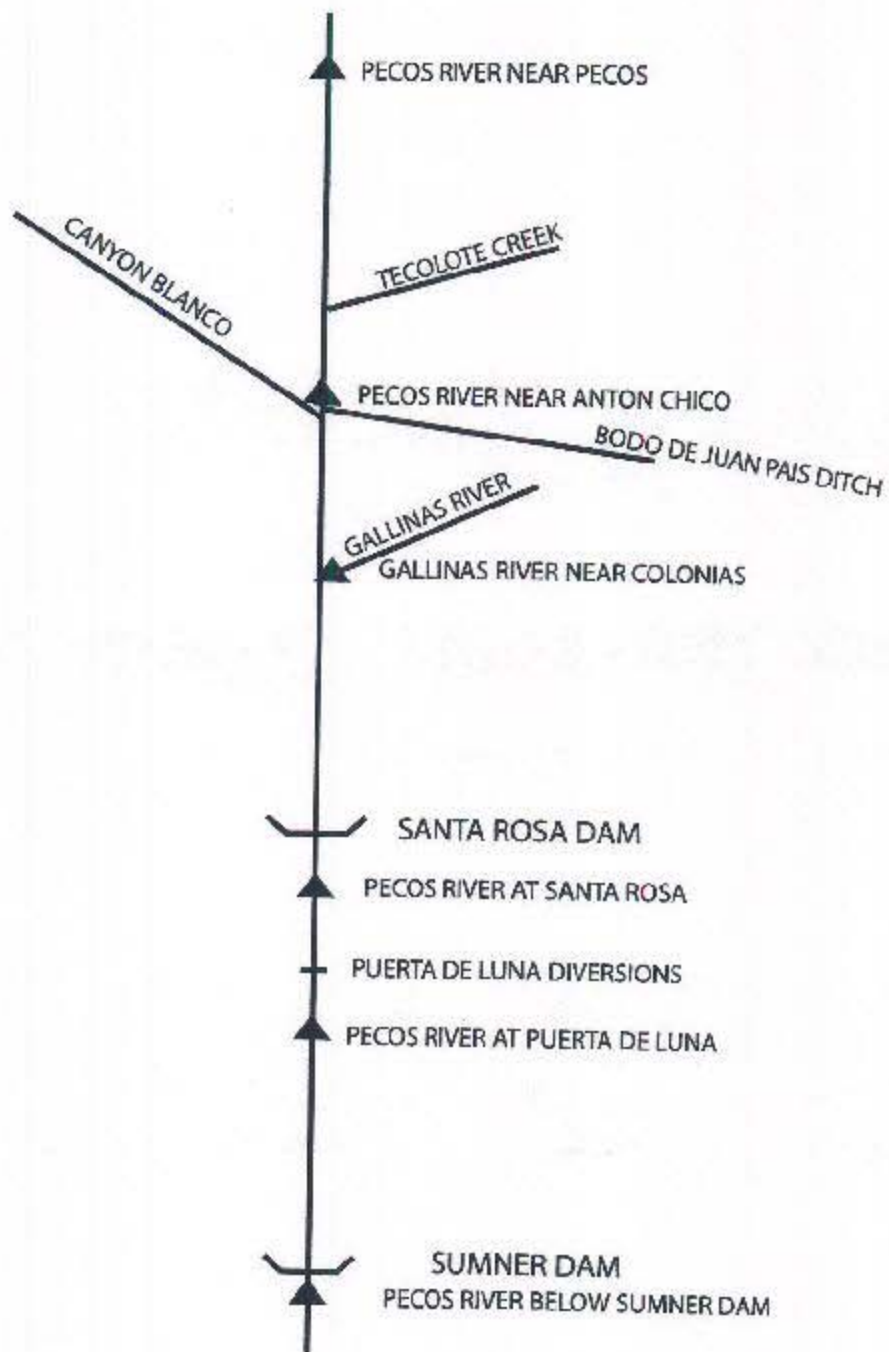 PECOS RIVER NEAR PECOS
TECOLOTE CREEK
CANYON BLANCO
PECOS RIVER NEAR ANTON CHICO
BODO DE JUAN PAIS DITCH
GALLINAS RIVER
GALLINAS RIVER NEAR COLONIAS
SANTA ROSA DAM
PECOS RIVER AT SANTA ROSA
PUERTA DE LUNA DIVERSIONS
PECOS RIVER AT PUERTA DE LUNA
SUMNER DAM
PECOS RIVER BELOW SUMNER DAM